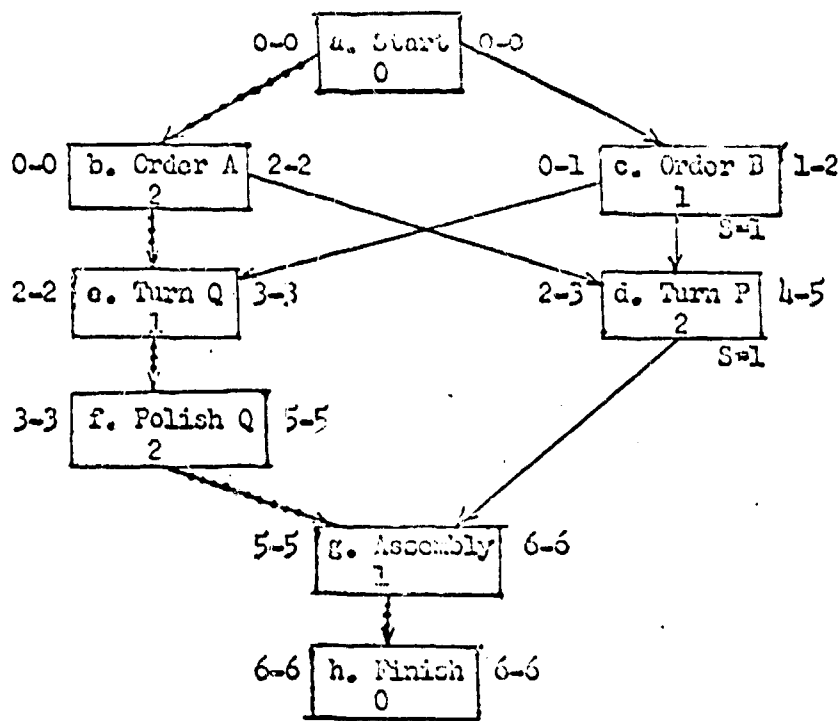 0-0 a. Start 0-0
0
0-0 b. Order A 2-2
2
0-1 c. Order B 1-2
1
S=1
2-2 e. Turn Q 3-3
1
2-3 d. Turn P 4-5
2
S=1
3-3 f. Polish Q 5-5
2
5-5 g. Assembly 6-6
1
6-6 h. Finish 6-6
0